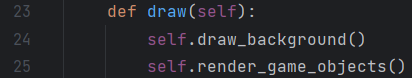 23 def draw(self):
24 self.draw_background()
25 self.render_game_objects()